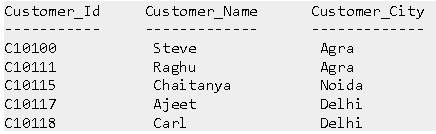 Customer_Id     Customer_Name      Customer_City
-----------     -------------      -------------
C10100           Steve              Agra
C10111           Raghu              Agra
C10115           Chaitanya          Noida
C10117           Ajeet              Delhi
C10118           Carl               Delhi